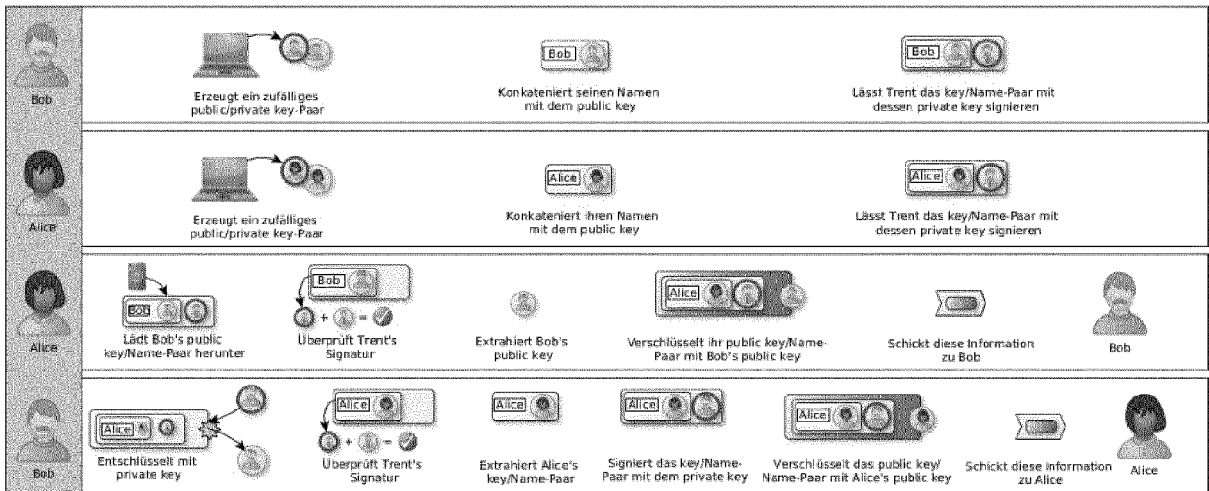 Bob
Bob
Bob
Erzeugt ein zufälliges
public/private key-Paar
Konkateniert seinen Namen
mit dem public key
Lässt Trent das key/Name-Paar mit
dessen private key signieren
Alice
Alice
Alice
Erzeugt ein zufälliges
public/private key-Paar
Konkateniert ihren Namen
mit dem public key
Lässt Trent das key/Name-Paar mit
dessen private key signieren
Alice
Bob
Bob
Alice
+
=
Lädt Bob's public
key/Name-Paar herunter
Überprüft Trent's
Signatur
Extrahiert Bob's
public key
Verschlüsselt ihr public key/Name-
Paar mit Bob's public key
Schickt diese Information
zu Bob
Bob
Bob
Alice
Alice
Alice
Alice
Alice
+
=
Entschlüsselt mit
private key
Überprüft Trent's
Signatur
Extrahiert Alice's
key/Name-Paar
Signiert das key/Name-
Paar mit dem private key
Verschlüsselt das public key/
Name-Paar mit Alice's public key
Schickt diese Information
zu Alice
Alice